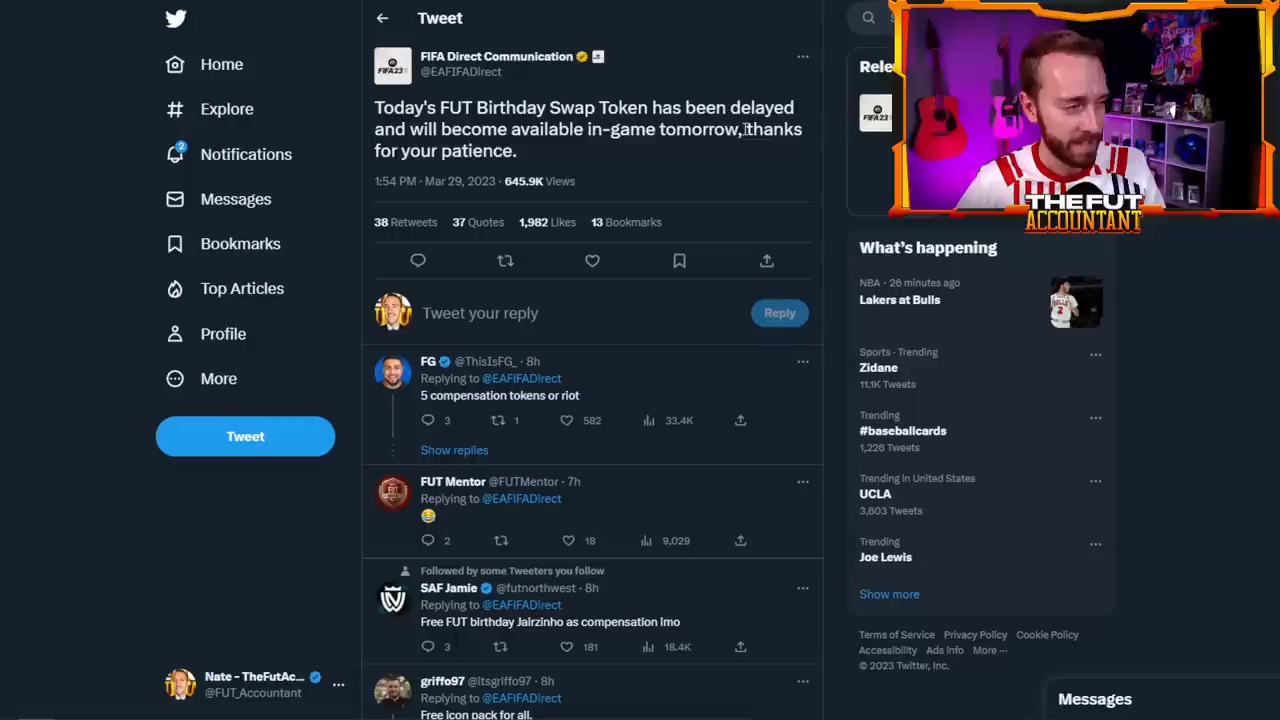 Home
Explore
2
Notifications
Messages
Bookmarks
Top Articles
Profile
More
Tweet
Nate - TheFutAc...
@FUT_Accountant
Tweet
FIFA Direct Communication
@EAFIFADirect
FIFA 23
Today's FUT Birthday Swap Token has been delayed
and will become available in-game tomorrow, thanks
for your patience.
1:54 PM · Mar 29, 2023 · 645.9K Views
38 Retweets 37 Quotes 1,982 Likes 13 Bookmarks
Tweet your reply
Reply
FG @ThisIsFG_ · 8h
Replying to @EAFIFADirect
5 compensation tokens or riot
3 1 582 33.4K
Show replies
FUT Mentor @FUTMentor · 7h
Replying to @EAFIFADirect
2 18 9,029
Followed by some Tweeters you follow
SAF Jamie @futnorthwest · 8h
Replying to @EAFIFADirect
Free FUT birthday Jairzinho as compensation imo
3 181 18.4K
griffo97 @itsgriffo97 · 8h
Replying to @EAFIFADirect
Free Icon pack for all.
S
Rele
FIFA 23
THE FUT
ACCOUNTANT
What's happening
NBA · 26 minutes ago
Lakers at Bulls
Sports · Trending
Zidane
11.1K Tweets
Trending
#baseballcards
1,226 Tweets
Trending in United States
UCLA
3,603 Tweets
Trending
Joe Lewis
Show more
Terms of Service Privacy Policy Cookie Policy
Accessibility Ads info More ···
© 2023 Twitter, Inc.
Messages